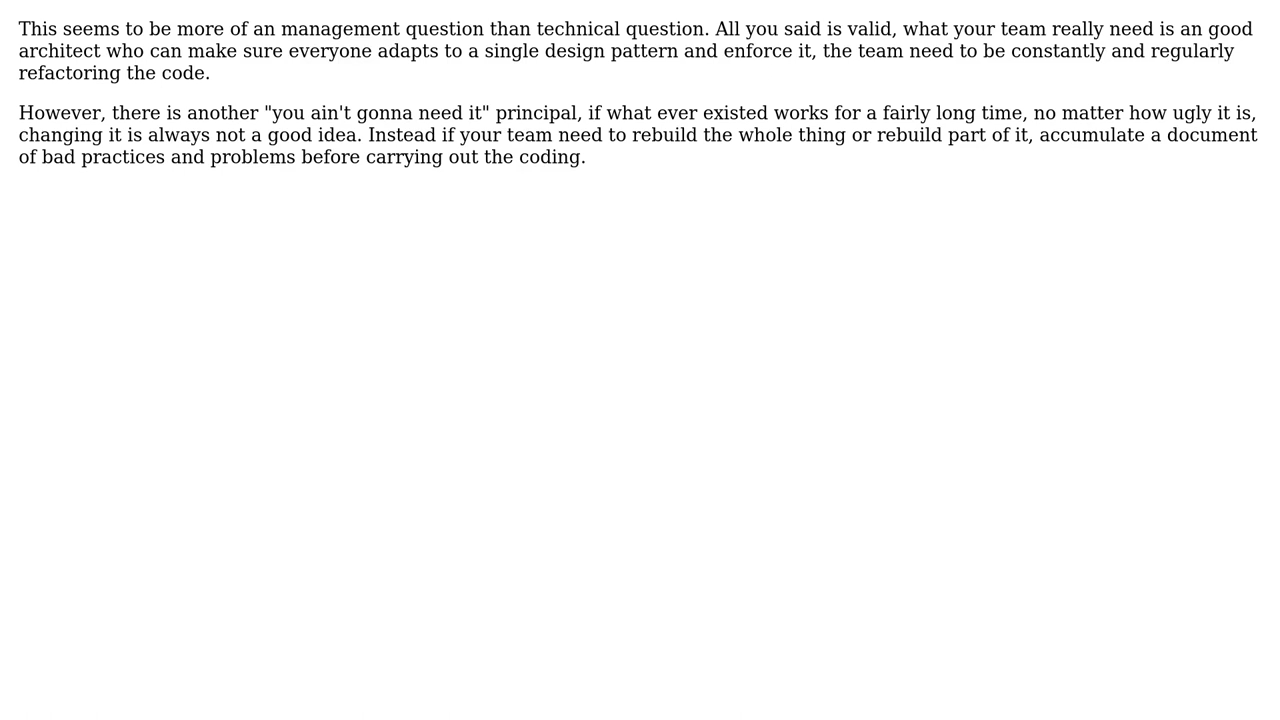 This seems to be more of an management question than technical question. All you said is valid, what your team really need is an good
architect who can make sure everyone adapts to a single design pattern and enforce it, the team need to be constantly and regularly
refactoring the code.
However, there is another "you ain't gonna need it" principal, if what ever existed works for a fairly long time, no matter how ugly it is,
changing it is always not a good idea. Instead if your team need to rebuild the whole thing or rebuild part of it, accumulate a document
of bad practices and problems before carrying out the coding.